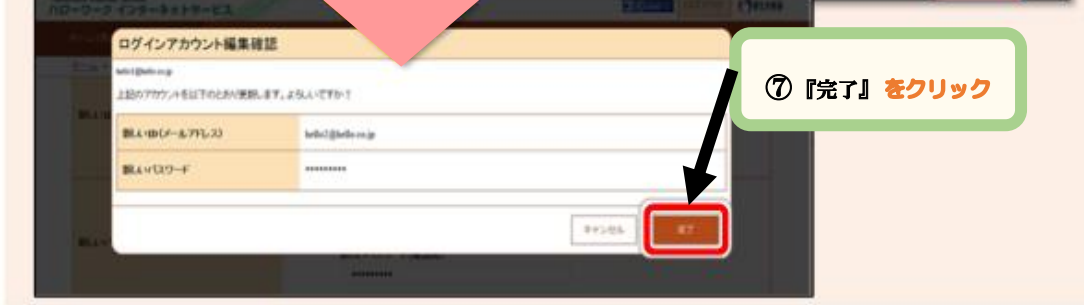 ハローワーク インターネットサービス
ログインアカウント編集確認
上記のアカウントを以下のとおり更新します。よろしいですか？
新しいID(メールアドレス)
hello2@hello.co.jp
新しいパスワード
*********
キャンセル
完了
⑦『完了』をクリック
*********